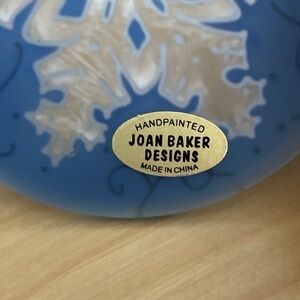 HANDPAINTED
JOAN BAKER
DESIGNS
MADE IN CHINA